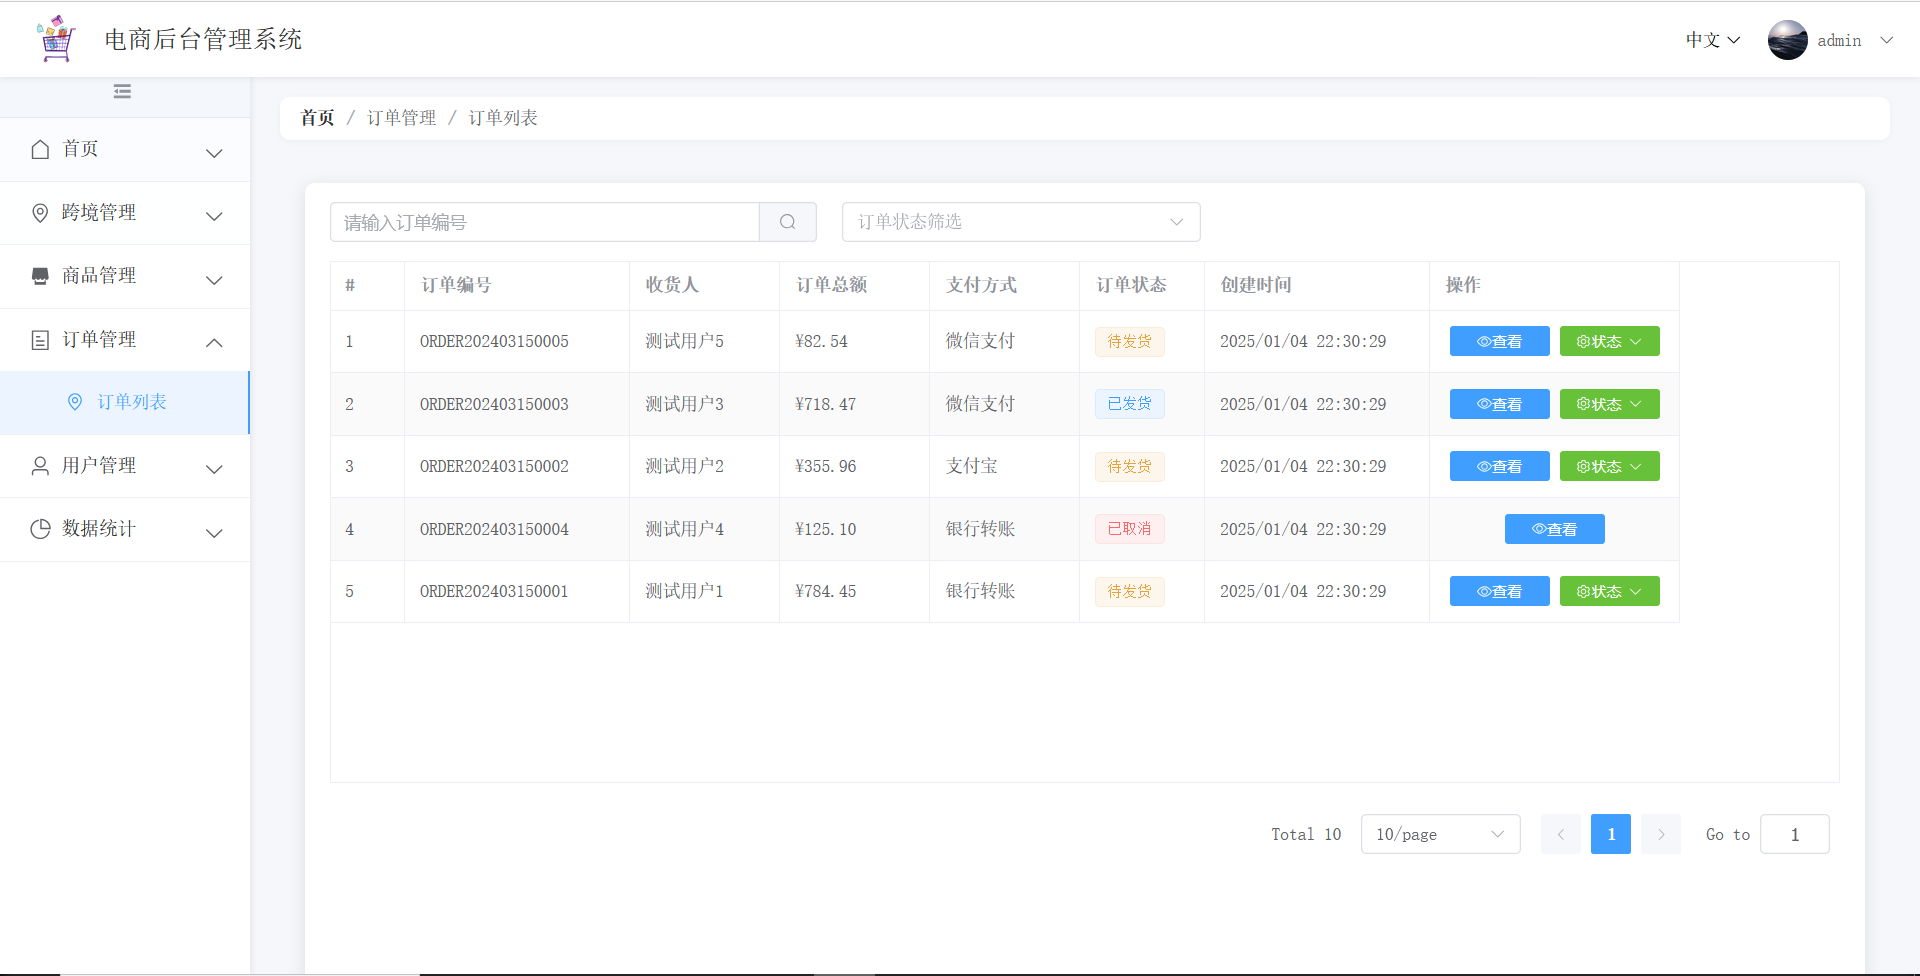 电商后台管理系统
中文
admin
首页
跨境管理
商品管理
订单管理
订单列表
用户管理
数据统计
首页 / 订单管理 / 订单列表
请输入订单编号
订单状态筛选
# 订单编号 收货人 订单总额 支付方式 订单状态 创建时间 操作
1 ORDER202403150005 测试用户5 ¥82.54 微信支付 待发货 2025/01/04 22:30:29 查看 状态
2 ORDER202403150003 测试用户3 ¥718.47 微信支付 已发货 2025/01/04 22:30:29 查看 状态
3 ORDER202403150002 测试用户2 ¥355.96 支付宝 待发货 2025/01/04 22:30:29 查看 状态
4 ORDER202403150004 测试用户4 ¥125.10 银行转账 已取消 2025/01/04 22:30:29 查看
5 ORDER202403150001 测试用户1 ¥784.45 银行转账 待发货 2025/01/04 22:30:29 查看 状态
Total 10 10/page 1 Go to 1